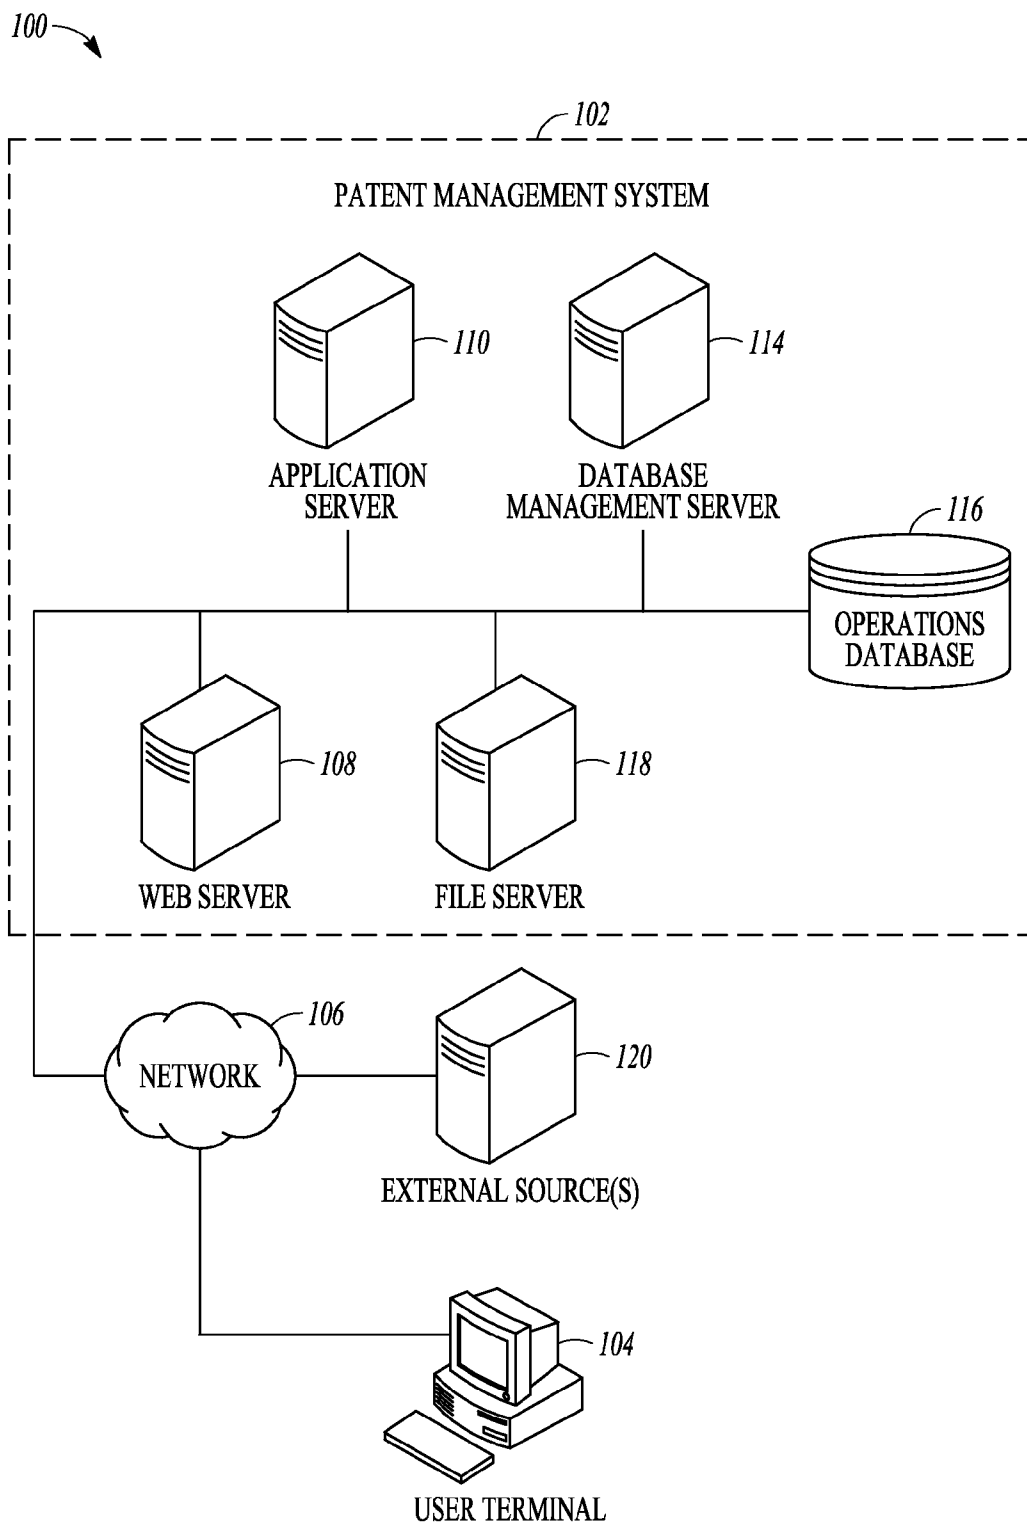 100
102
PATENT MANAGEMENT SYSTEM
110
114
APPLICATION
SERVER
DATABASE
MANAGEMENT SERVER
116
OPERATIONS
DATABASE
108
118
WEB SERVER
FILE SERVER
106
NETWORK
120
EXTERNAL SOURCE(S)
104
USER TERMINAL